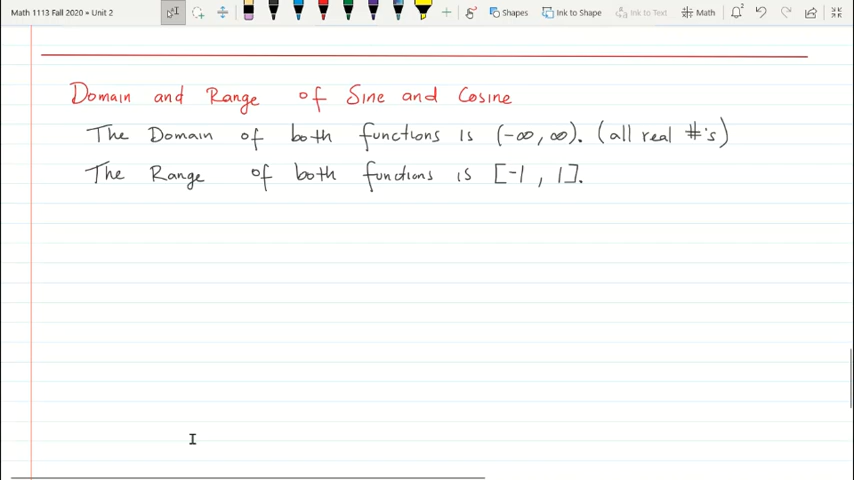 Math 1113 Fall 2020 » Unit 2
Shapes
Ink to Shape
Ink to Text
Math
Domain and Range of Sine and Cosine
The Domain of both functions is (-∞, ∞). (all real #'s)
The Range of both functions is [-1, 1].